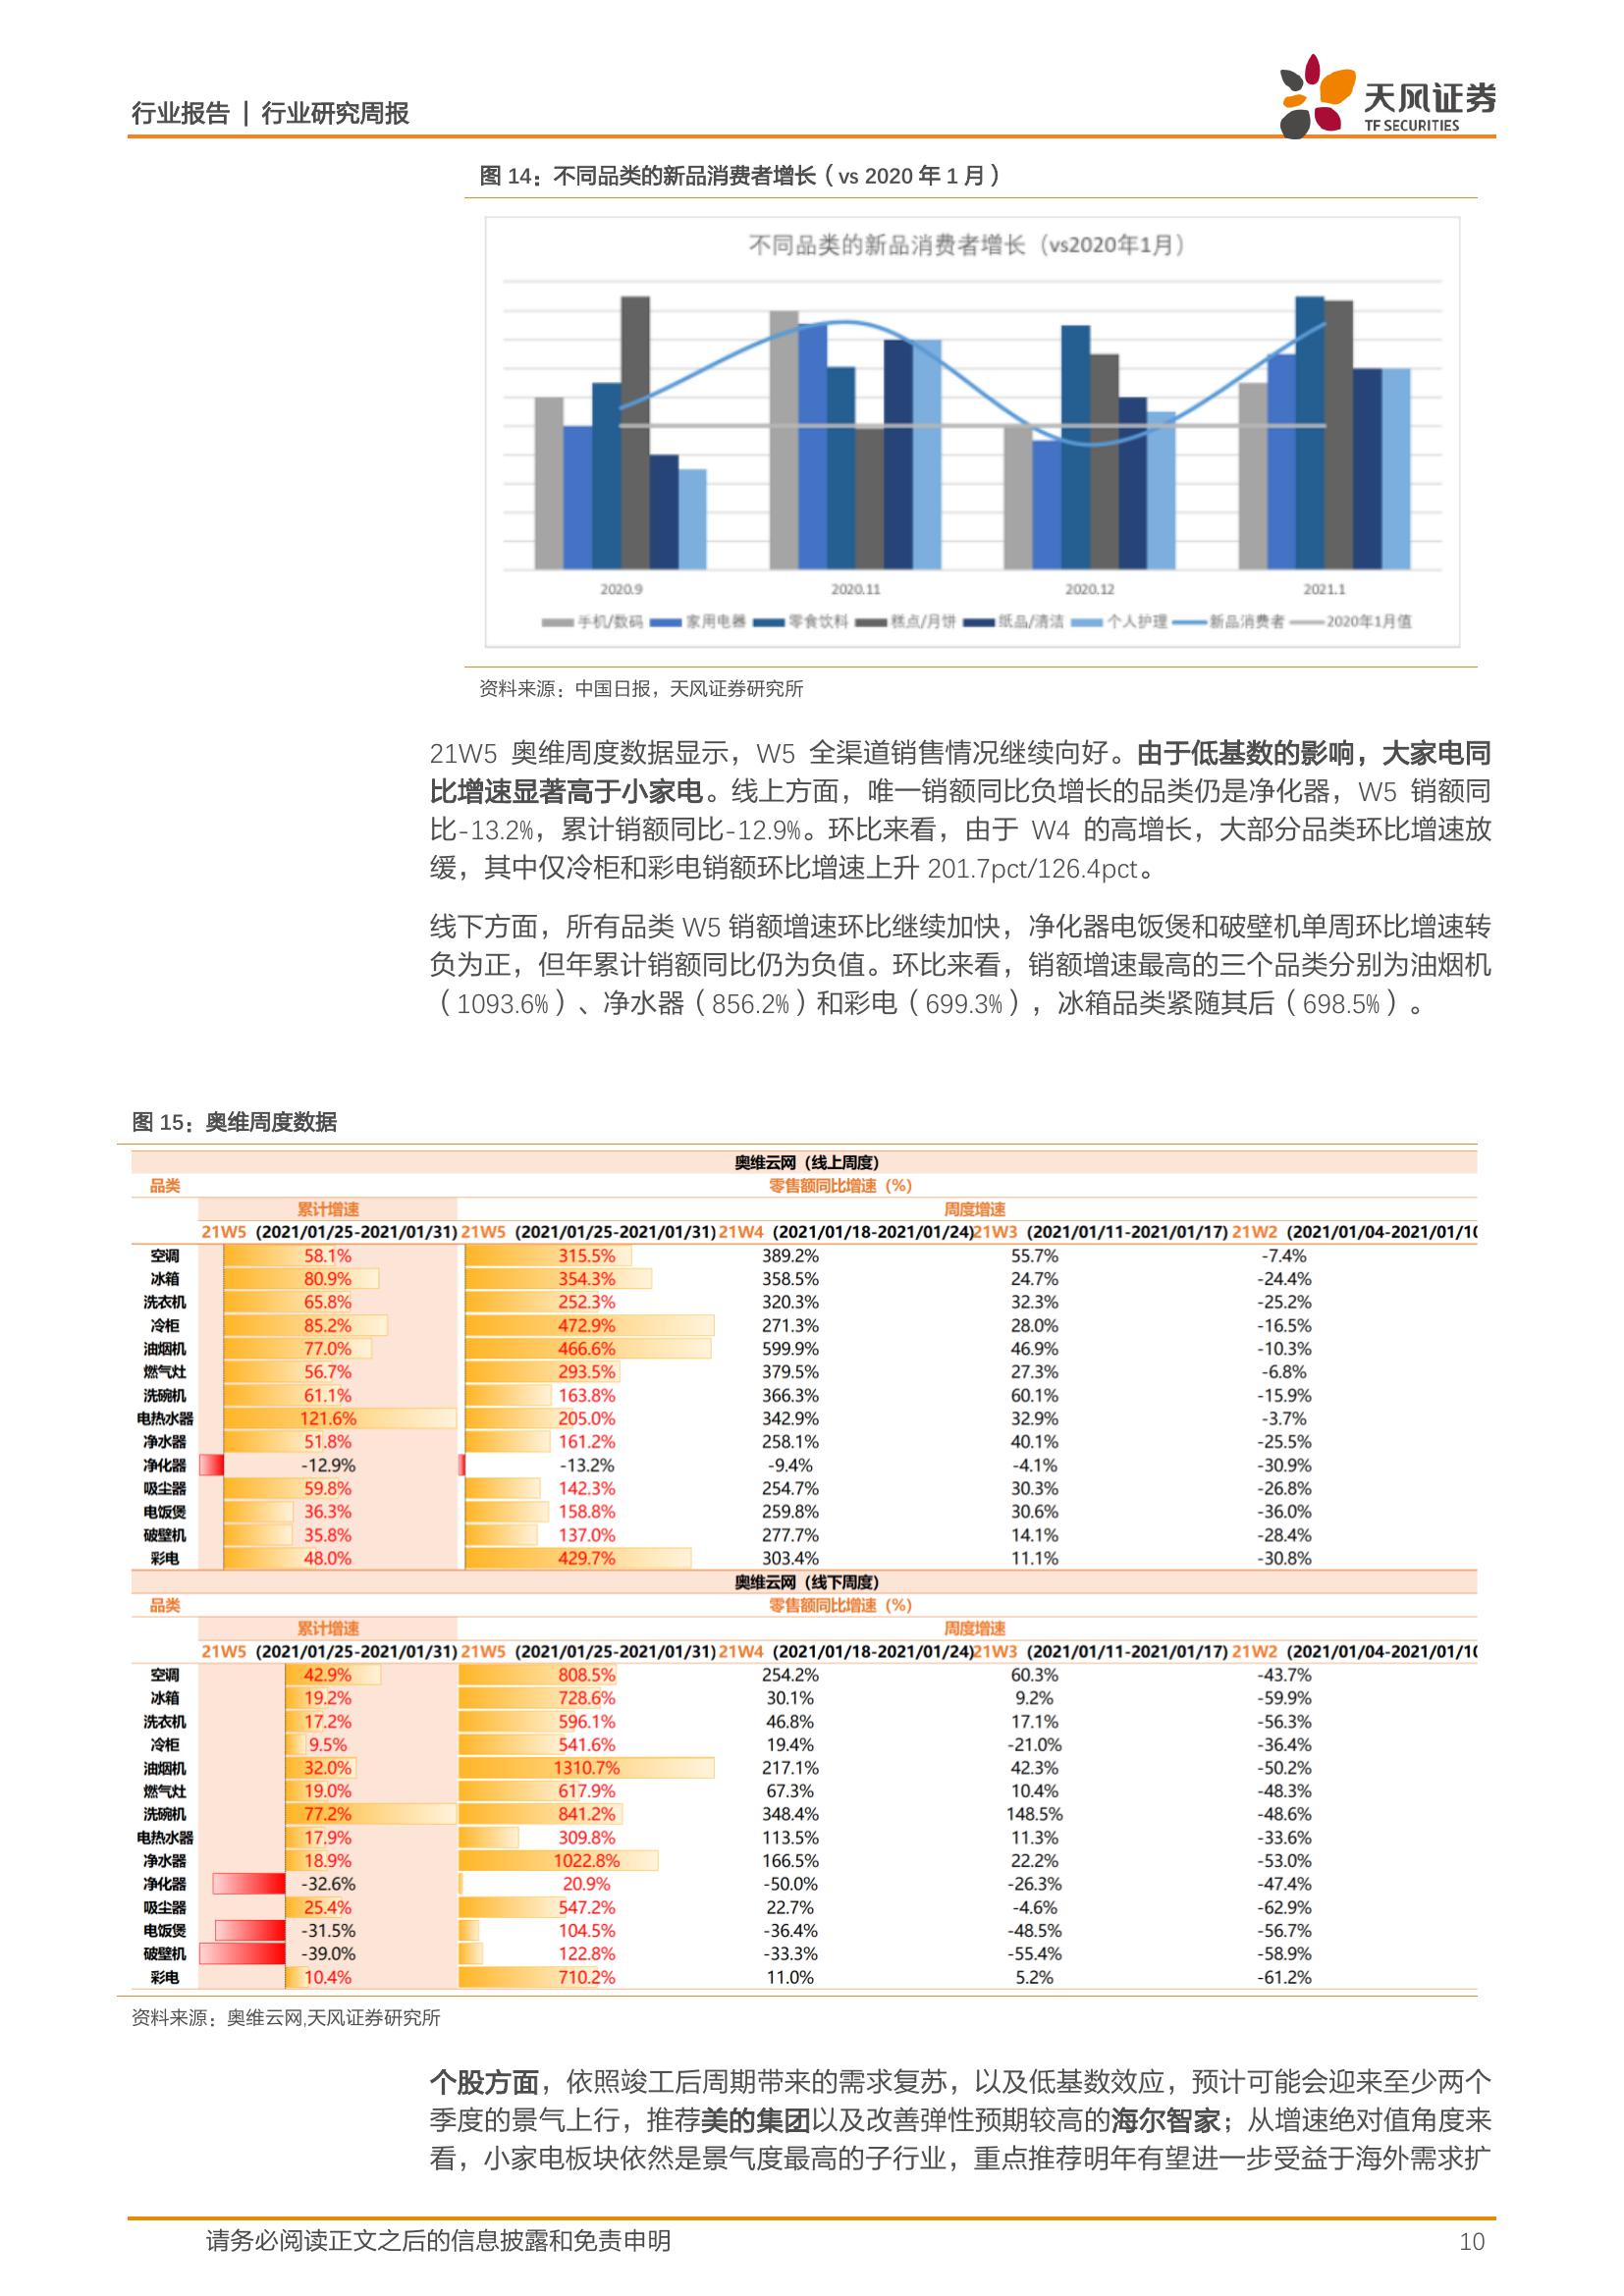 行业报告 | 行业研究周报
天风证券
TF SECURITIES
图 14：不同品类的新品消费者增长（vs 2020 年 1 月）
不同品类的新品消费者增长（vs2020年1月）
2020.9 2020.11 2020.12 2021.1
手机/数码 家用电器 零食饮料 糕点/月饼 纸品/清洁 个人护理 新品消费者 2020年1月值
资料来源：中国日报，天风证券研究所
21W5 奥维周度数据显示，W5 全渠道销售情况继续向好。由于低基数的影响，大家电同
比增速显著高于小家电。线上方面，唯一销额同比负增长的品类仍是净化器，W5 销额同
比-13.2%，累计销额同比-12.9%。环比来看，由于 W4 的高增长，大部分品类环比增速放
缓，其中仅冷柜和彩电销额环比增速上升 201.7pct/126.4pct。
线下方面，所有品类 W5 销额增速环比继续加快，净化器电饭煲和破壁机单周环比增速转
负为正，但年累计销额同比仍为负值。环比来看，销额增速最高的三个品类分别为油烟机
（1093.6%）、净水器（856.2%）和彩电（699.3%），冰箱品类紧随其后（698.5%）。
图 15：奥维周度数据
奥维云网（线上周度）
品类 零售额同比增速（%）
累计增速 周度增速
21W5 (2021/01/25-2021/01/31) 21W5 (2021/01/25-2021/01/31) 21W4 (2021/01/18-2021/01/24) 21W3 (2021/01/11-2021/01/17) 21W2 (2021/01/04-2021/01/1
空调 58.1% 315.5% 389.2% 55.7% -7.4%
冰箱 80.9% 354.3% 358.5% 24.7% -24.4%
洗衣机 65.8% 252.3% 320.3% 32.3% -25.2%
冷柜 85.2% 472.9% 271.3% 28.0% -16.5%
油烟机 77.0% 466.6% 599.9% 46.9% -10.3%
燃气灶 56.7% 293.5% 379.5% 27.3% -6.8%
洗碗机 61.1% 163.8% 366.3% 60.1% -15.9%
电热水器 121.6% 205.0% 342.9% 32.9% -3.7%
净水器 51.8% 161.2% 258.1% 40.1% -25.5%
净化器 -12.9% -13.2% -9.4% -4.1% -30.9%
吸尘器 59.8% 142.3% 254.7% 30.3% -26.8%
电饭煲 36.3% 158.8% 259.8% 30.6% -36.0%
破壁机 35.8% 137.0% 277.7% 14.1% -28.4%
彩电 48.0% 429.7% 303.4% 11.1% -30.8%
奥维云网（线下周度）
品类 零售额同比增速（%）
累计增速 周度增速
21W5 (2021/01/25-2021/01/31) 21W5 (2021/01/25-2021/01/31) 21W4 (2021/01/18-2021/01/24) 21W3 (2021/01/11-2021/01/17) 21W2 (2021/01/04-2021/01/1
空调 42.9% 808.5% 254.2% 60.3% -43.7%
冰箱 19.2% 728.6% 30.1% 9.2% -59.9%
洗衣机 17.2% 596.1% 46.8% 17.1% -56.3%
冷柜 9.5% 541.6% 19.4% -21.0% -36.4%
油烟机 32.0% 1310.7% 217.1% 42.3% -50.2%
燃气灶 19.0% 617.9% 67.3% 10.4% -48.3%
洗碗机 77.2% 841.2% 348.4% 148.5% -48.6%
电热水器 17.9% 309.8% 113.5% 11.3% -33.6%
净水器 18.9% 1022.8% 166.5% 22.2% -53.0%
净化器 -32.6% 20.9% -50.0% -26.3% -47.4%
吸尘器 25.4% 547.2% 22.7% -4.6% -62.9%
电饭煲 -31.5% 104.5% -36.4% -48.5% -56.7%
破壁机 -39.0% 122.8% -33.3% -55.4% -58.9%
彩电 10.4% 710.2% 11.0% 5.2% -61.2%
资料来源：奥维云网,天风证券研究所
个股方面，依照竣工后周期带来的需求复苏，以及低基数效应，预计可能会迎来至少两个
季度的景气上行，推荐美的集团以及改善弹性预期较高的海尔智家；从增速绝对值角度来
看，小家电板块依然是景气度最高的子行业，重点推荐明年有望进一步受益于海外需求扩
请务必阅读正文之后的信息披露和免责申明 10